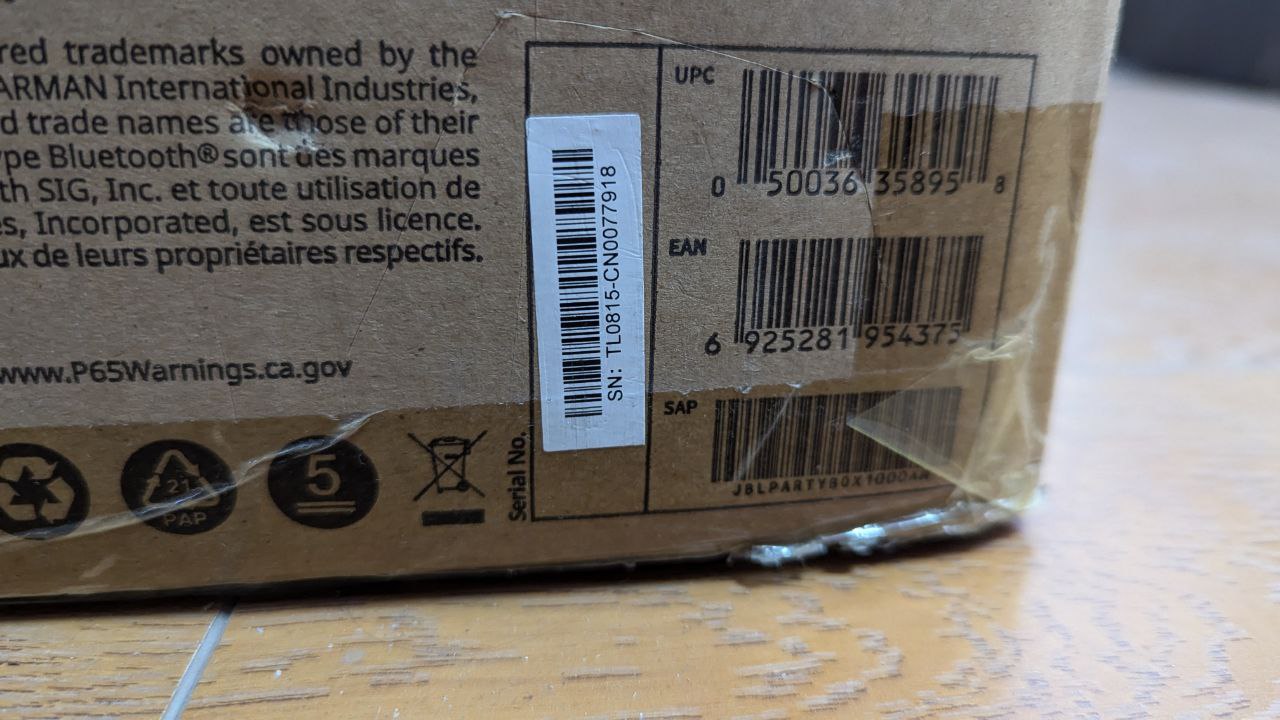 red trademarks owned by the
ARMAN International Industries,
d trade names are those of their
ype Bluetooth® sont des marques
th SIG, Inc. et toute utilisation de
es, Incorporated, est sous licence.
ux de leurs propriétaires respectifs.
www.P65Warnings.ca.gov
21
PAP
5
Serial No.
SN: TL0815-CN0077918
UPC
0 50036 35895 8
EAN
6 925281 954375
SAP